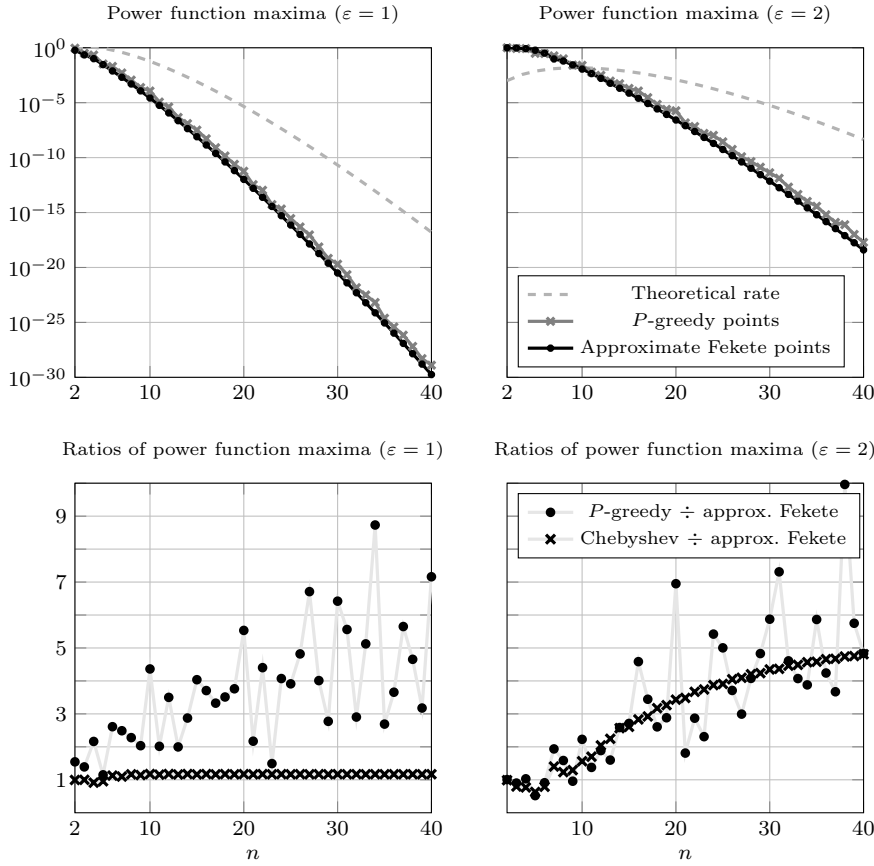 Power function maxima (ε = 1)
Power function maxima (ε = 2)
10^0
10^−5
10^−10
10^−15
10^−20
10^−25
10^−30
2 10 20 30 40
2 10 20 30 40
Theoretical rate
P-greedy points
Approximate Fekete points
Ratios of power function maxima (ε = 1)
Ratios of power function maxima (ε = 2)
9
7
5
3
1
2 10 20 30 40
n
P-greedy ÷ approx. Fekete
Chebyshev ÷ approx. Fekete
2 10 20 30 40
n